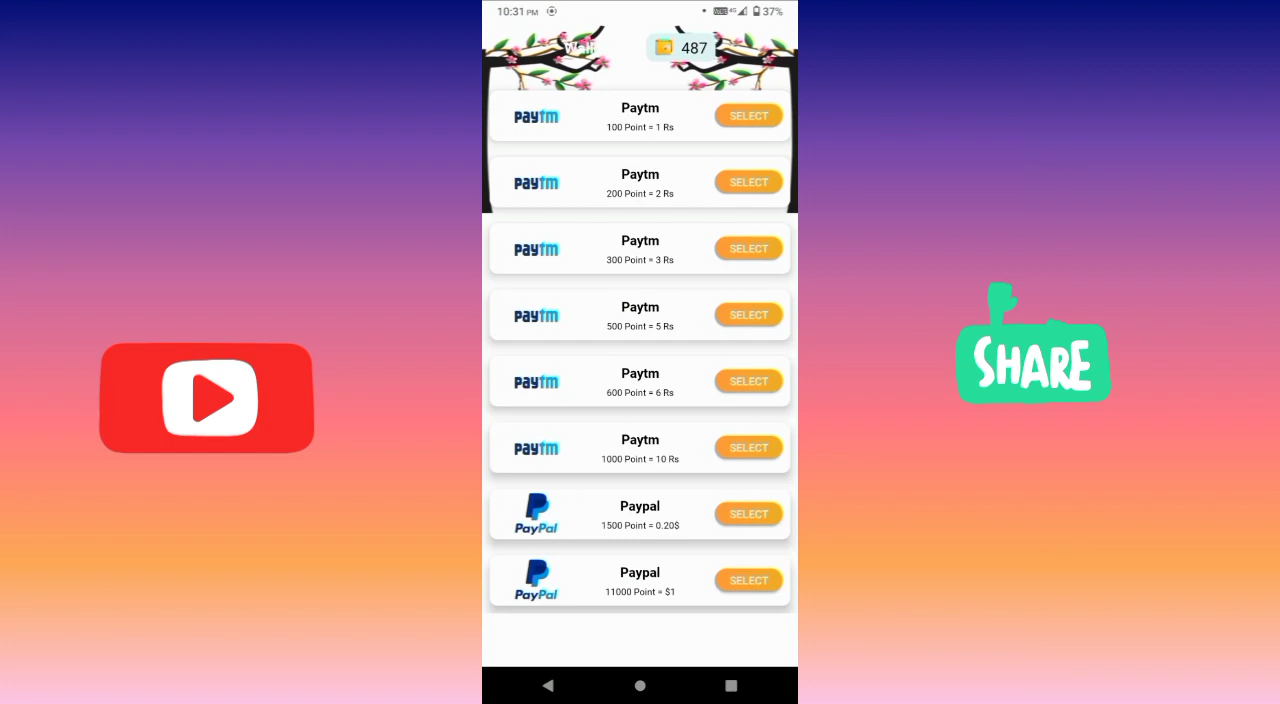 10:31 PM
4G 37%
487
paytm
Paytm
100 Point = 1 Rs
SELECT
paytm
Paytm
200 Point = 2 Rs
SELECT
paytm
Paytm
300 Point = 3 Rs
SELECT
paytm
Paytm
500 Point = 5 Rs
SELECT
paytm
Paytm
600 Point = 6 Rs
SELECT
paytm
Paytm
1000 Point = 10 Rs
SELECT
PayPal
Paypal
1500 Point = 0.20$
SELECT
PayPal
Paypal
11000 Point = $1
SELECT
SHARE